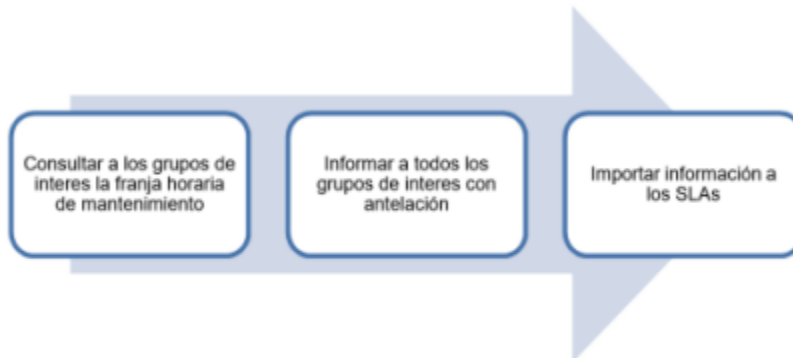 Consultar a los grupos de
interes la franja horaria
de mantenimiento
Informar a todos los
grupos de interes con
antelación
Importar información a
los SLAs